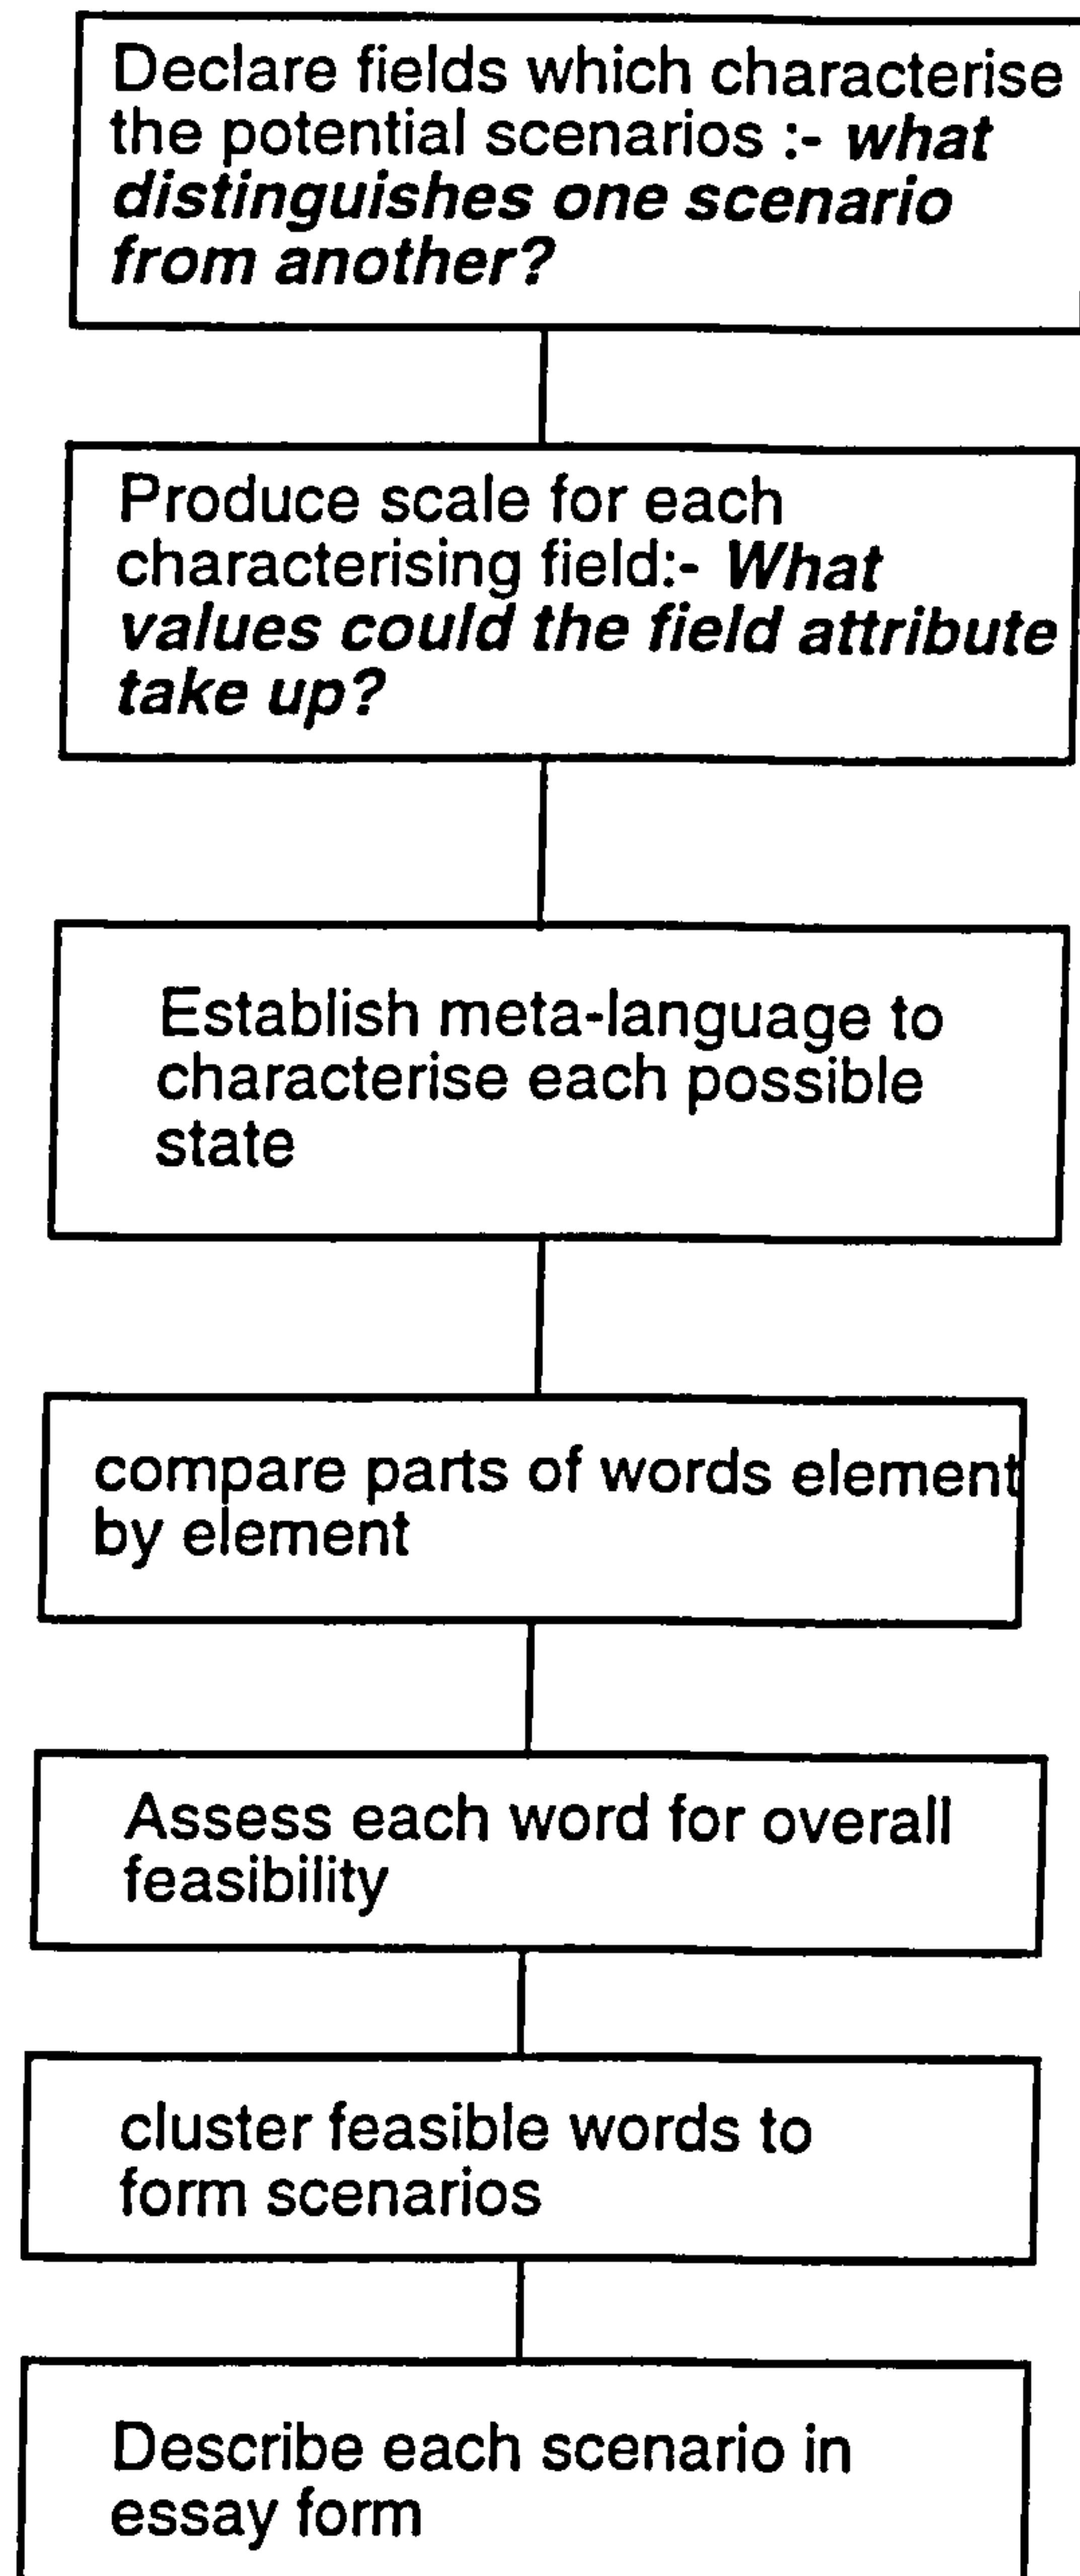 Declare fields which characterise
the potential scenarios :- what
distinguishes one scenario
from another?
Produce scale for each
characterising field:- What
values could the field attribute
take up?
Establish meta-language to
characterise each possible
state
compare parts of words element
by element
Assess each word for overall
feasibility
cluster feasible words to
form scenarios
Describe each scenario in
essay form